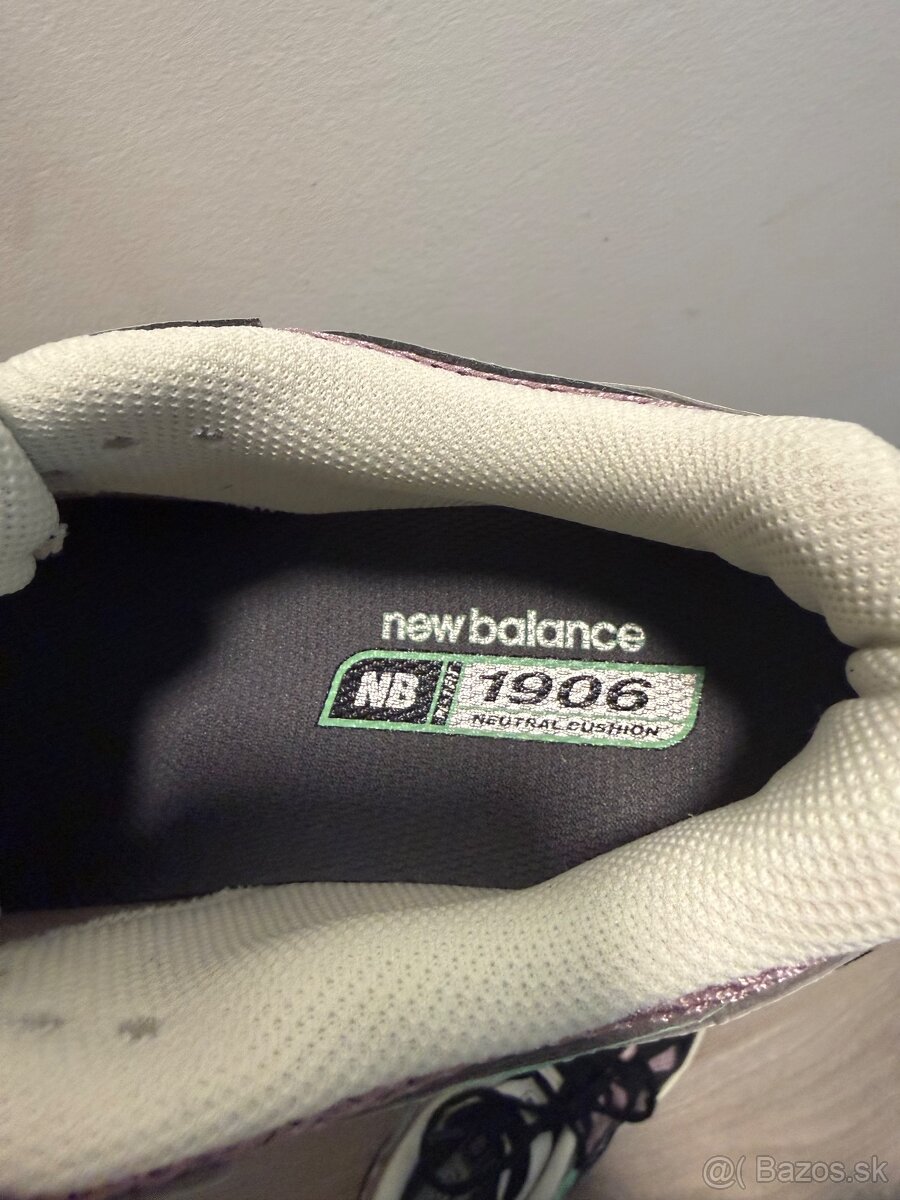 new balance
NB 1906
NEUTRAL CUSHION
@( Bazos.sk